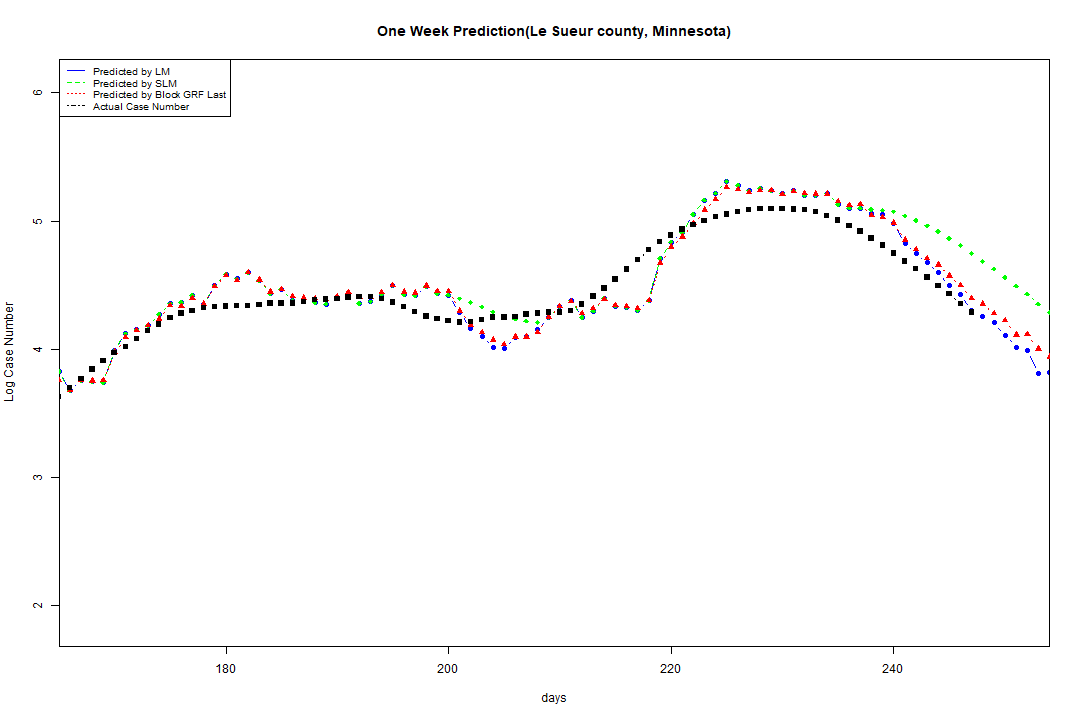 One Week Prediction(Le Sueur county, Minnesota)
Predicted by LM
Predicted by SLM
Predicted by Block GRF Last
Actual Case Number
6
5
4
3
2
Log Case Number
180
200
220
240
days